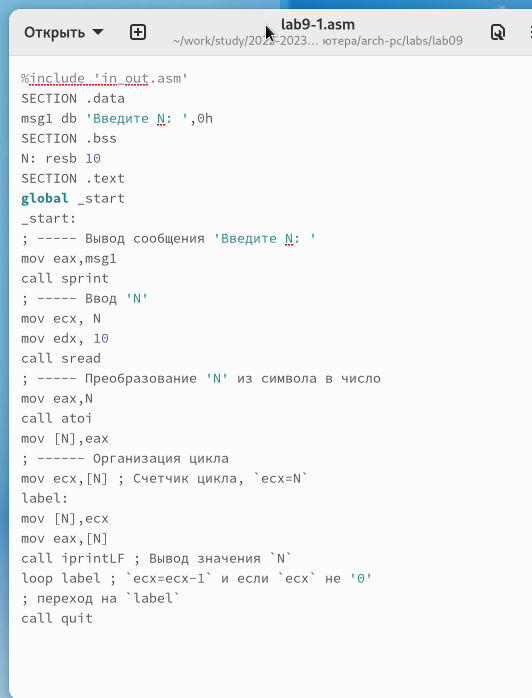 Открыть
lab9-1.asm
~/work/study/2022-2023… ютера/arch-pc/labs/lab09
%include 'in_out.asm'
SECTION .data
msg1 db 'Введите N: ',0h
SECTION .bss
N: resb 10
SECTION .text
global _start
_start:
; ----- Вывод сообщения 'Введите N: '
mov eax,msg1
call sprint
; ----- Ввод 'N'
mov ecx, N
mov edx, 10
call sread
; ----- Преобразование 'N' из символа в число
mov eax,N
call atoi
mov [N],eax
; ------ Организация цикла
mov ecx,[N] ; Счетчик цикла, `ecx=N`
label:
mov [N],ecx
mov eax,[N]
call iprintLF ; Вывод значения `N`
loop label ; `ecx=ecx-1` и если `ecx` не '0'
; переход на `label`
call quit